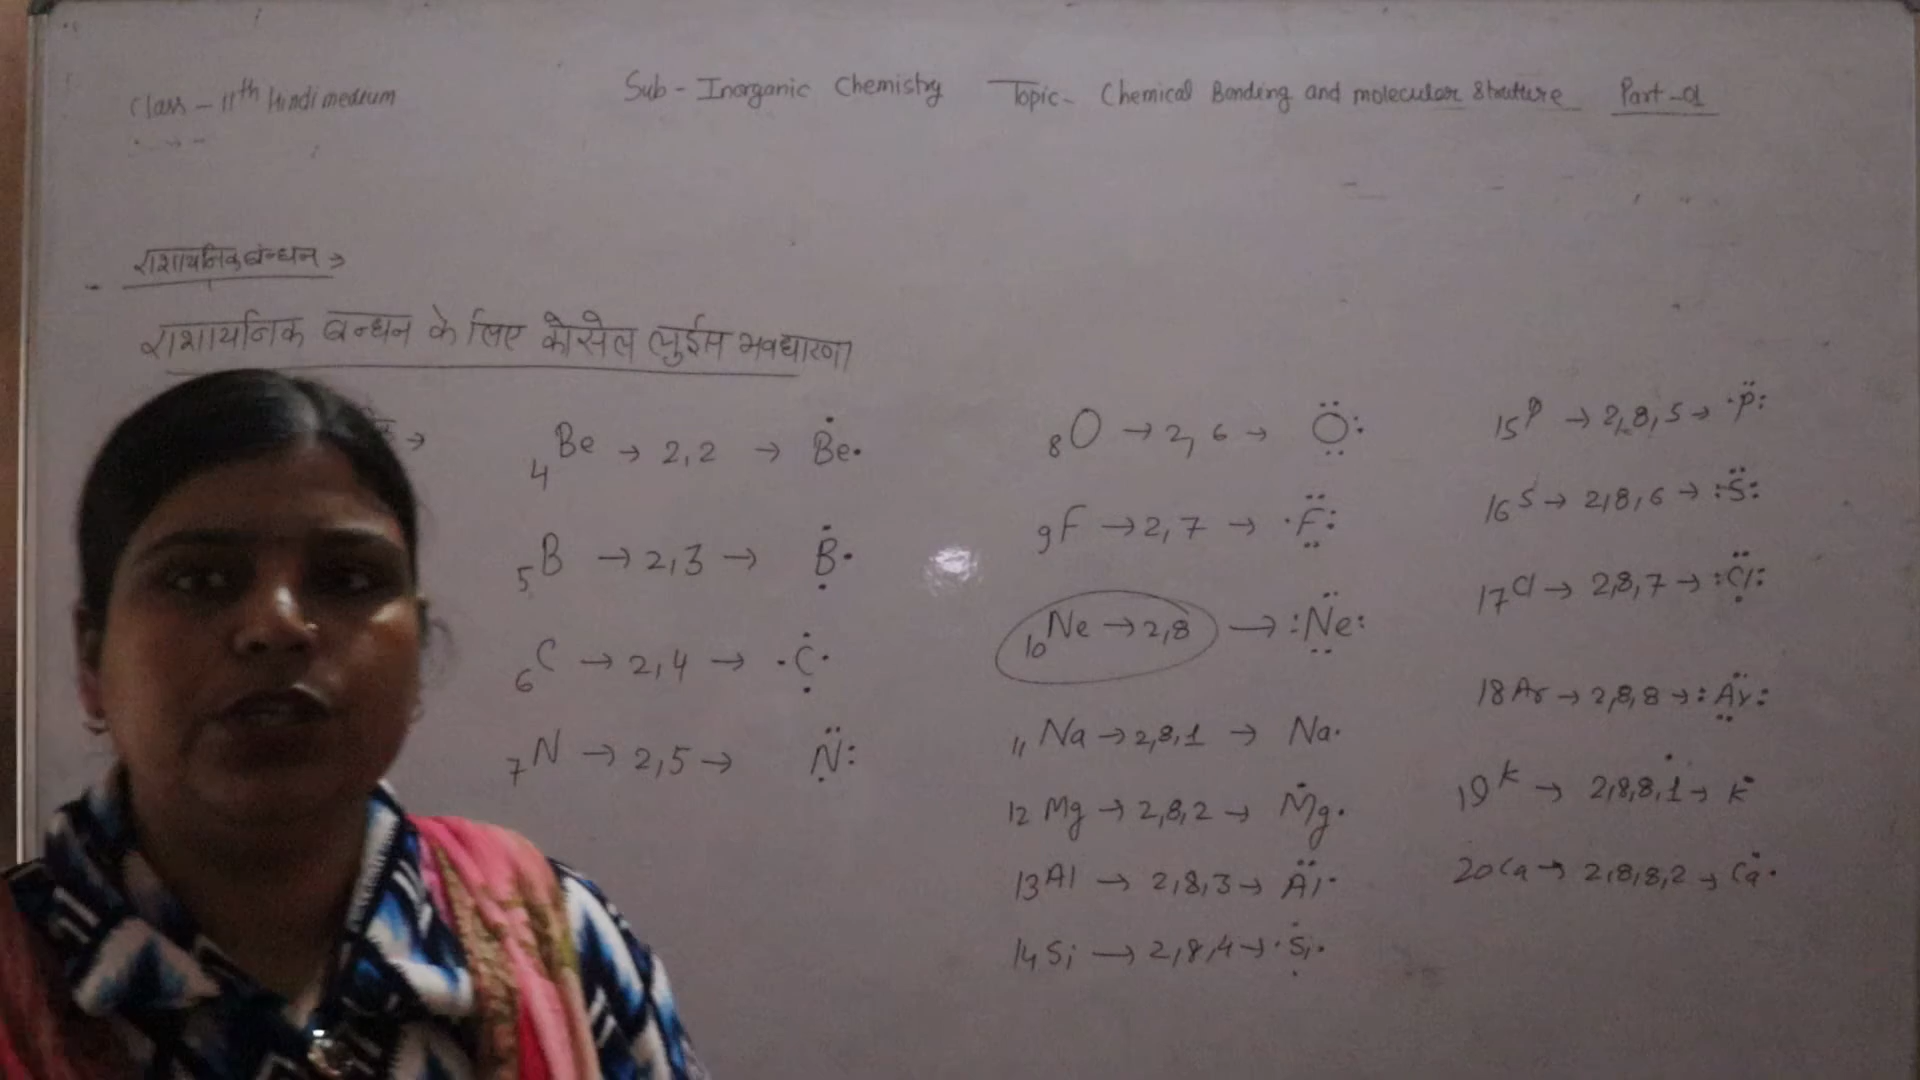 Class - 11th Hindi medium
Sub - Inorganic Chemistry Topic - Chemical Bonding and molecular Strutture Part - 01
राशायनिक बन्धन →
राशायनिक बन्धन के लिए कोसेल लुईस अवधारणा
→
4Be → 2,2 → Be
5B → 2,3 → B
6C → 2,4 → C
7N → 2,5 → N
8O → 2,6 → O
9F → 2,7 → F
10Ne → 2,8 → Ne
11Na → 2,8,1 → Na
12Mg → 2,8,2 → Mg
13Al → 2,8,3 → Al
14Si → 2,8,4 → Si
15P → 2,8,5 → P
16S → 2,8,6 → S
17Cl → 2,8,7 → Cl
18Ar → 2,8,8 → Ar
19K → 2,8,8,1 → K
20Ca → 2,8,8,2 → Ca